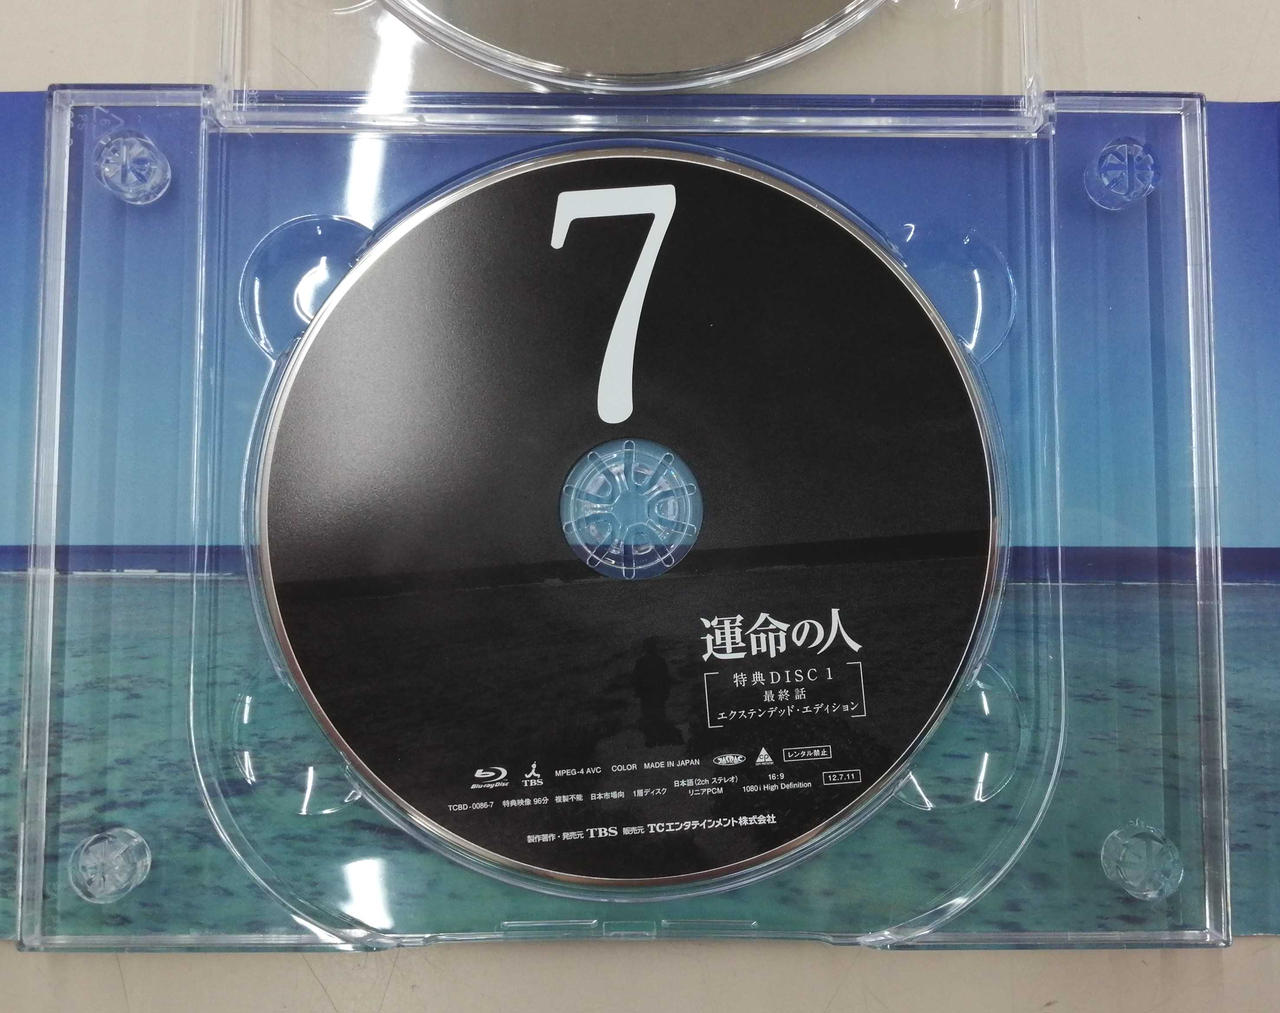 7
運命の人
特典DISC 1
最終話
エクステンデッド・エディション
Blu-ray Disc
TBS
MPEG-4 AVC COLOR MADE IN JAPAN
レンタル禁止
TCBD-0086-7 特典映像 96分 複製不能 日本市場向 1層ディスク
日本語(2ch ステレオ)
リニアPCM
16:9
1080i High Definition
12.7.11
製作著作・発売元 TBS 販売元 TCエンタテインメント株式会社